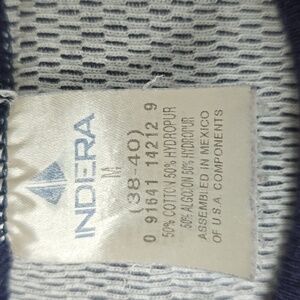 INDERA
M
(38-40)
0 91641 14212 9
50% COTTON 50% HYDROPUR
50% ALGODON 50% HYDROPUR
ASSEMBLED IN MEXICO
OF U.S.A. COMPONENTS